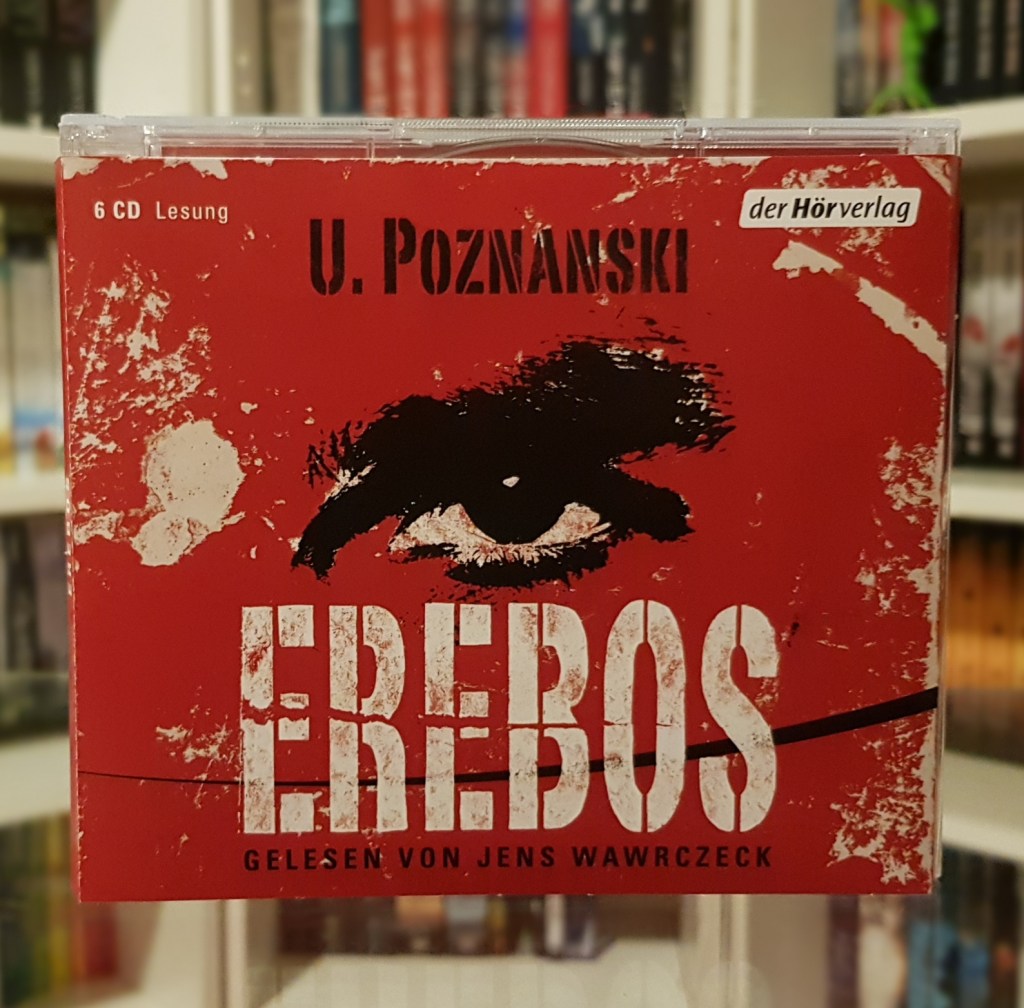 6 CD Lesung
der Hörverlag
U. POZNANSKI
EREBOS
GELESEN VON JENS WAWRCZECK